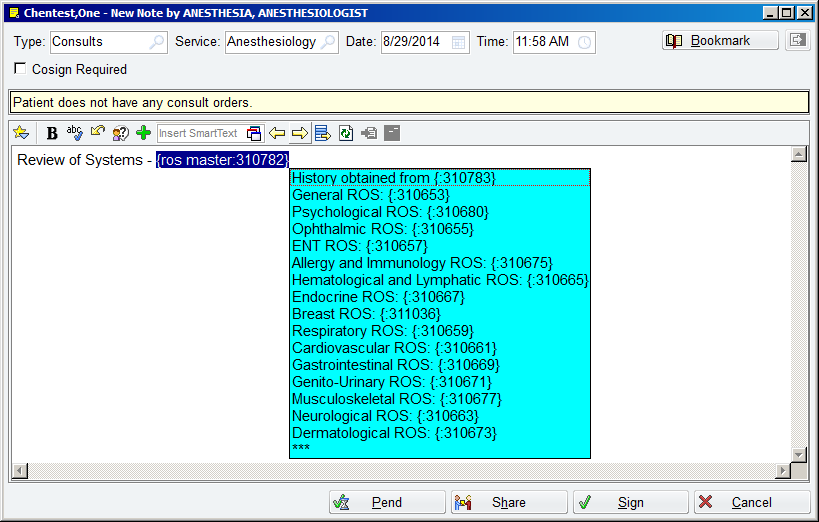 Chentest,One - New Note by ANESTHESIA, ANESTHESIOLOGIST
Type: Consults Service: Anesthesiology Date: 8/29/2014 Time: 11:58 AM Bookmark
Cosign Required
Patient does not have any consult orders.
B abc Insert SmartText
Review of Systems - {ros master:310782}
History obtained from {:310783}
General ROS: {:310653}
Psychological ROS: {:310680}
Ophthalmic ROS: {:310655}
ENT ROS: {:310657}
Allergy and Immunology ROS: {:310675}
Hematological and Lymphatic ROS: {:310665}
Endocrine ROS: {:310667}
Breast ROS: {:311036}
Respiratory ROS: {:310659}
Cardiovascular ROS: {:310661}
Gastrointestinal ROS: {:310669}
Genito-Urinary ROS: {:310671}
Musculoskeletal ROS: {:310677}
Neurological ROS: {:310663}
Dermatological ROS: {:310673}
***
Pend Share Sign Cancel